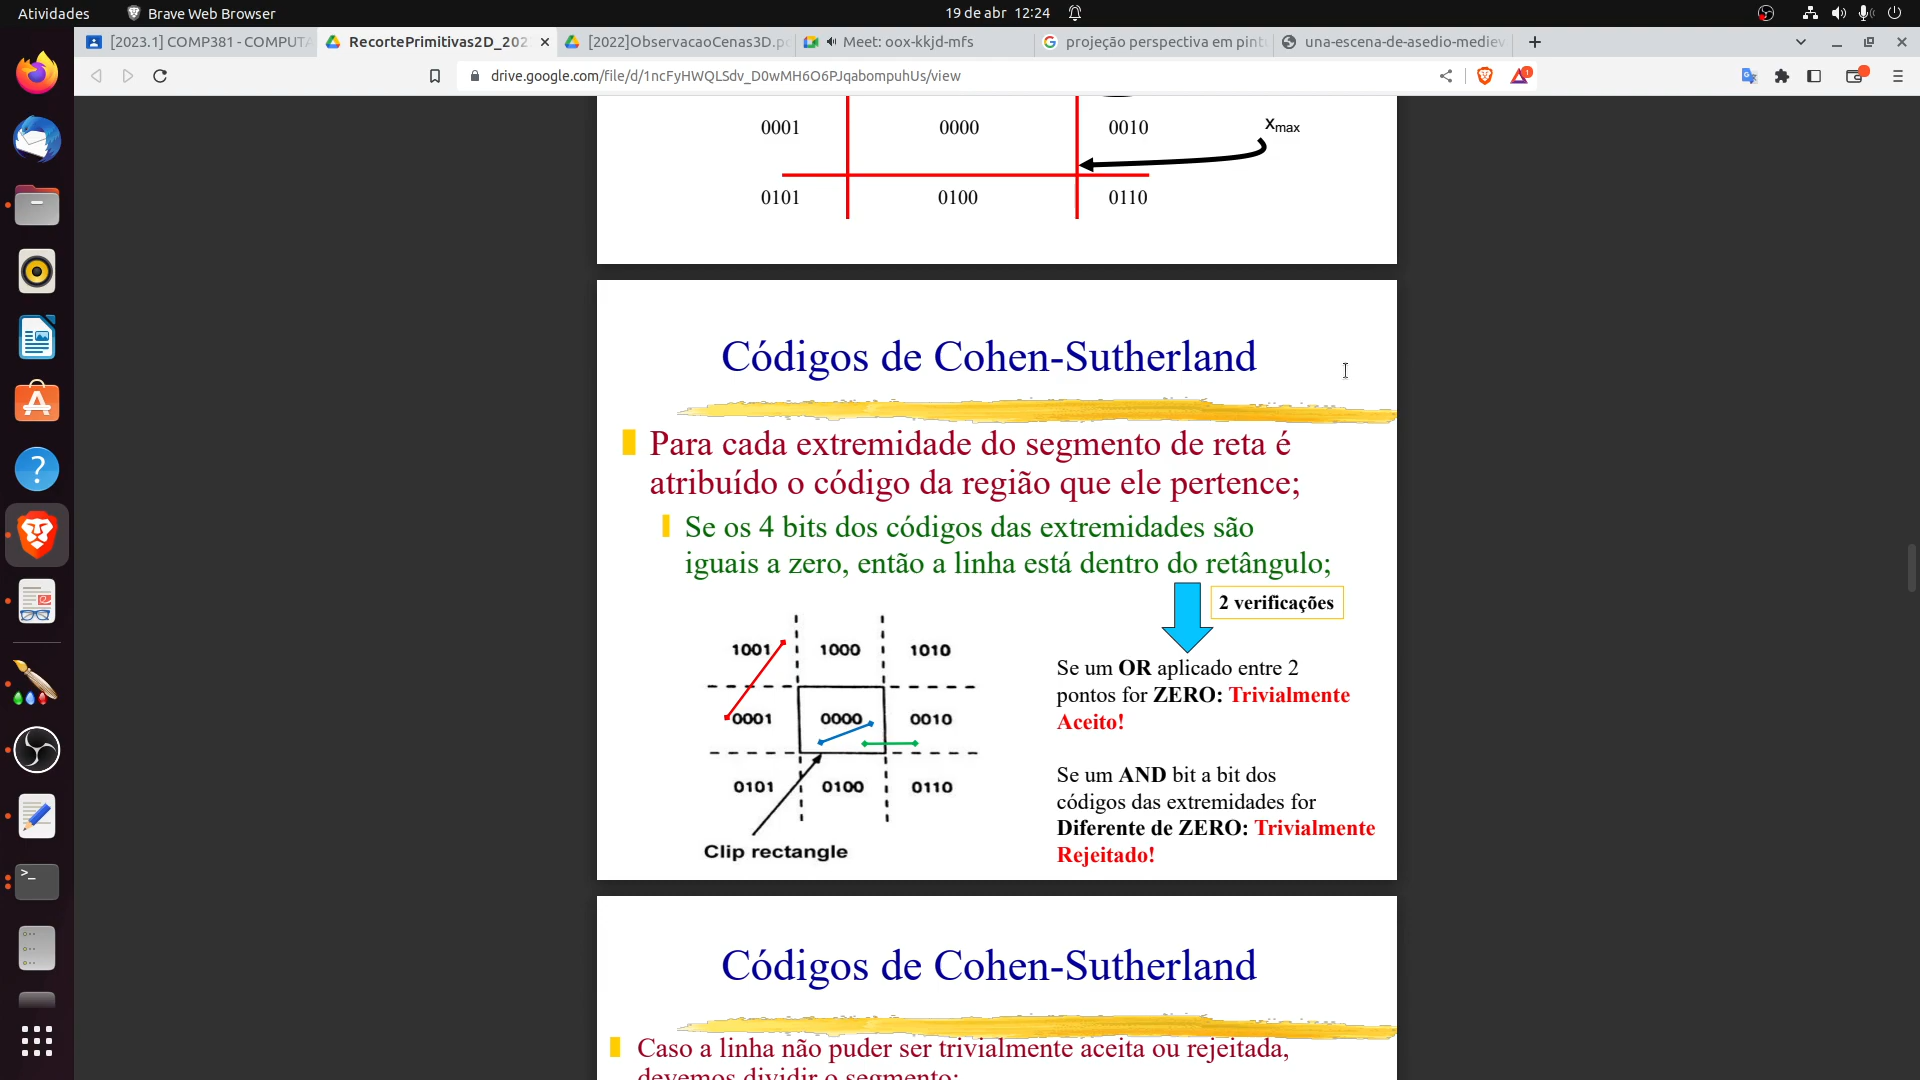 Atividades
Brave Web Browser
19 de abr 12:24
[2023.1] COMP381 - COMPUTA
RecortePrimitivas2D_202
[2022]ObservacaoCenas3D.p
Meet: oox-kkjd-mfs
projeção perspectiva em pint
una-escena-de-asedio-mediev
drive.google.com/file/d/1ncFyHWQLSdv_D0wMH6O6PJqabompuhUs/view
1
0001 0000 0010
xmax
0101 0100 0110
Códigos de Cohen-Sutherland
Para cada extremidade do segmento de reta é
atribuído o código da região que ele pertence;
Se os 4 bits dos códigos das extremidades são
iguais a zero, então a linha está dentro do retângulo;
2 verificações
1001 1000 1010
0001 0000 0010
0101 0100 0110
Clip rectangle
Se um OR aplicado entre 2
pontos for ZERO: Trivialmente
Aceito!
Se um AND bit a bit dos
códigos das extremidades for
Diferente de ZERO: Trivialmente
Rejeitado!
Códigos de Cohen-Sutherland
Caso a linha não puder ser trivialmente aceita ou rejeitada,
devemos dividir o segmento;